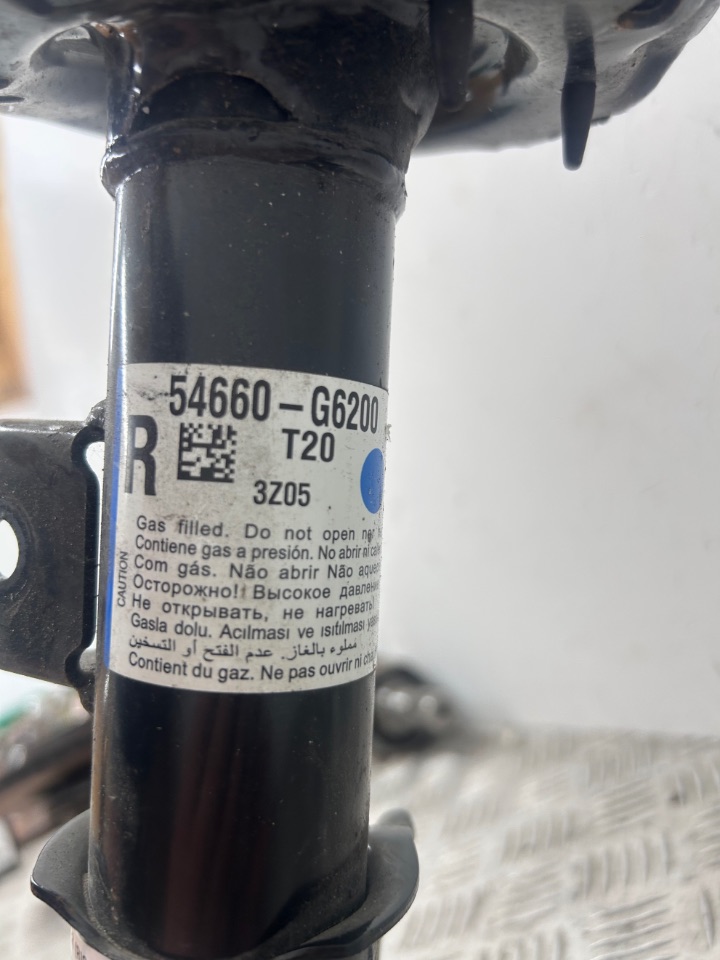 54660-G6200
R
T20
3Z05
CAUTION
Gas filled. Do not open
Contiene gas a presión. No abrir ni
Com gás. Não abrir Não
Осторожно!! Высокое
Не открывать, не нагревать!
Gasla dolu. Acılması ve ısıtılması
مملوء بالغاز. عدم الفتح أو التسخين
Contient du gaz. Ne pas ouvrir ni